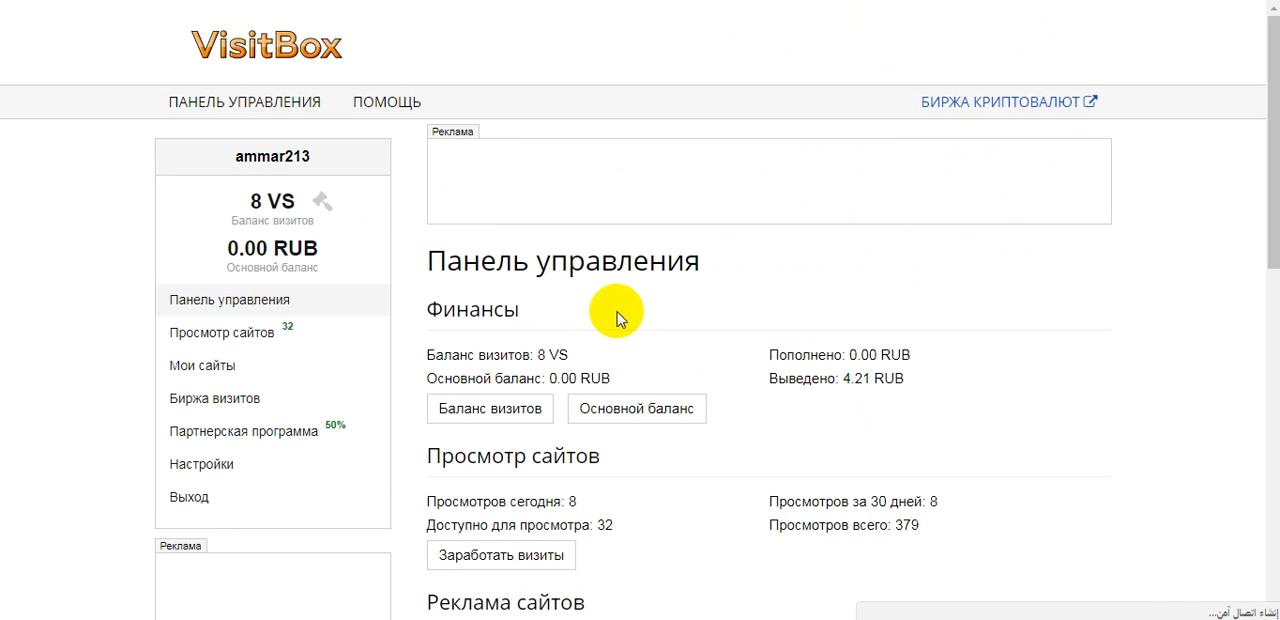 VisitBox
ПАНЕЛЬ УПРАВЛЕНИЯ ПОМОЩЬ БИРЖА КРИПТОВАЛЮТ
ammar213
8 VS
Баланс визитов
0.00 RUB
Основной баланс
Панель управления
Просмотр сайтов 32
Мои сайты
Биржа визитов
Партнерская программа 50%
Настройки
Выход
Реклама
Реклама
Панель управления
Финансы
Баланс визитов: 8 VS Пополнено: 0.00 RUB
Основной баланс: 0.00 RUB Выведено: 4.21 RUB
Баланс визитов Основной баланс
Просмотр сайтов
Просмотров сегодня: 8 Просмотров за 30 дней: 8
Доступно для просмотра: 32 Просмотров всего: 379
Заработать визиты
Реклама сайтов
إنشاء اتصال آمن...